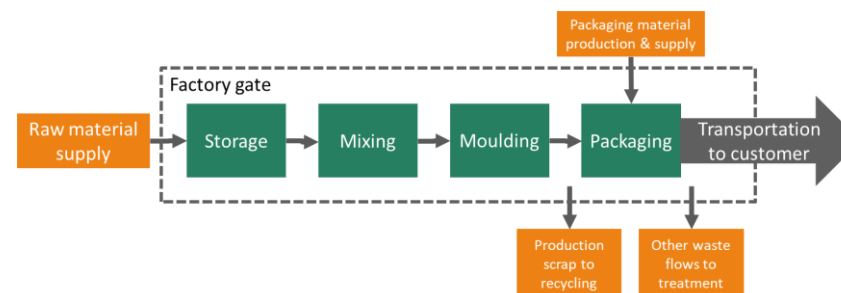 Packaging material
production & supply
Factory gate
Raw material
supply
Storage
Mixing
Moulding
Packaging
Transportation
to customer
Production
scrap to
recycling
Other waste
flows to
treatment